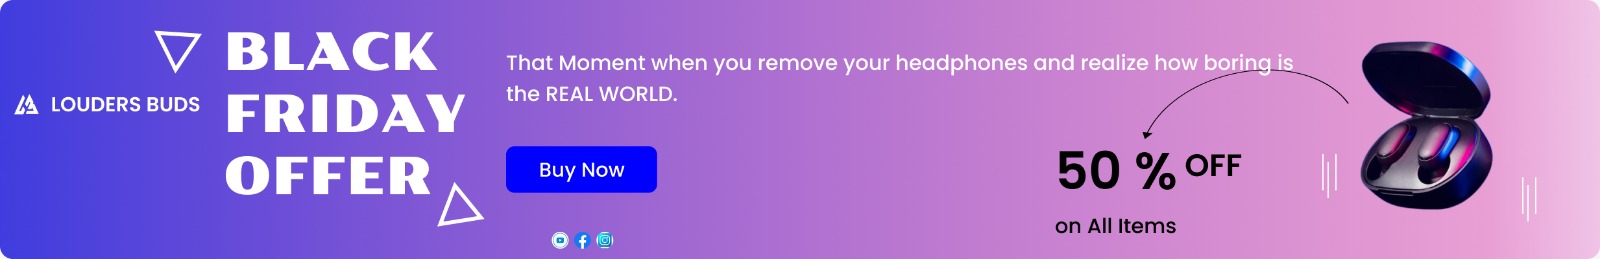 LOUDERS BUDS
BLACK
FRIDAY
OFFER
That Moment when you remove your headphones and realize how boring is
the REAL WORLD.
Buy Now
50 % OFF
on All Items